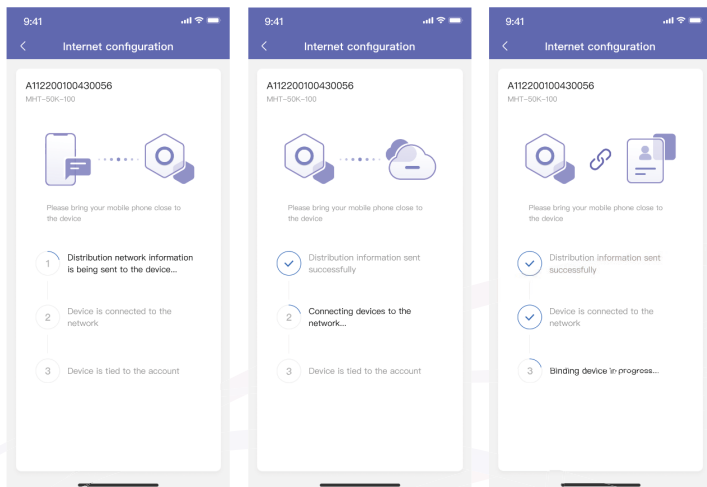 9:41
Internet configuration
A112200100430056
MHT-50K-100
Please bring your mobile phone close to
the device
1
Distribution network information
is being sent to the device...
2
Device is connected to the
network
3
Device is tied to the account
9:41
Internet configuration
A112200100430056
MHT-50K-100
Please bring your mobile phone close to
the device
Distribution information sent
successfully
2
Connecting devices to the
network...
3
Device is tied to the account
9:41
Internet configuration
A112200100430056
MHT-50K-100
Please bring your mobile phone close to
the device
Distribution information sent
successfully
Device is connected to the
network
3
Binding device in progress...